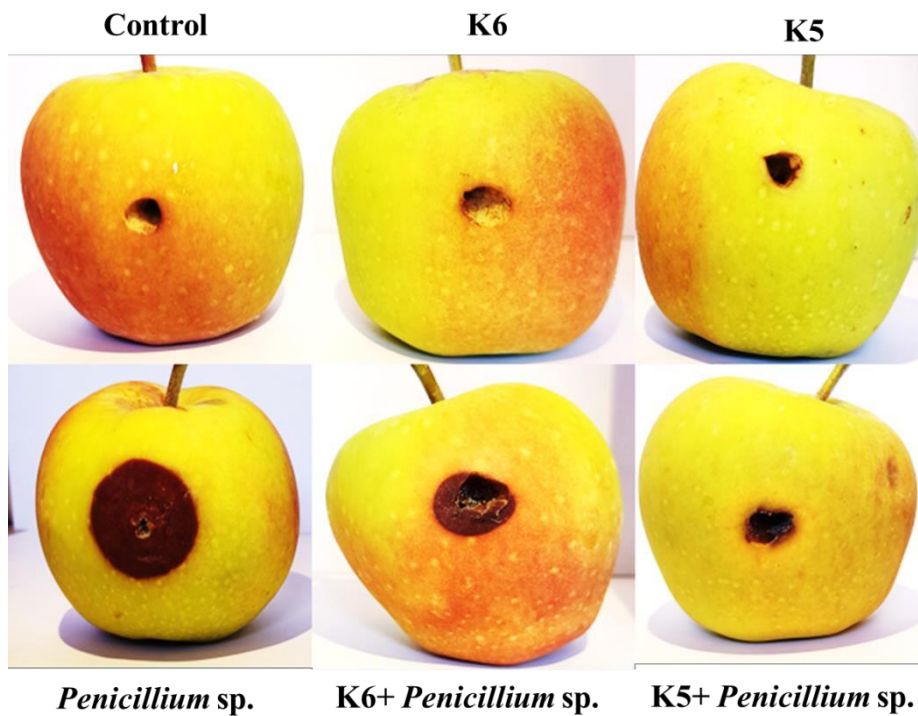 Control
K6
K5
Penicillium sp.
K6+ Penicillium sp.
K5+ Penicillium sp.